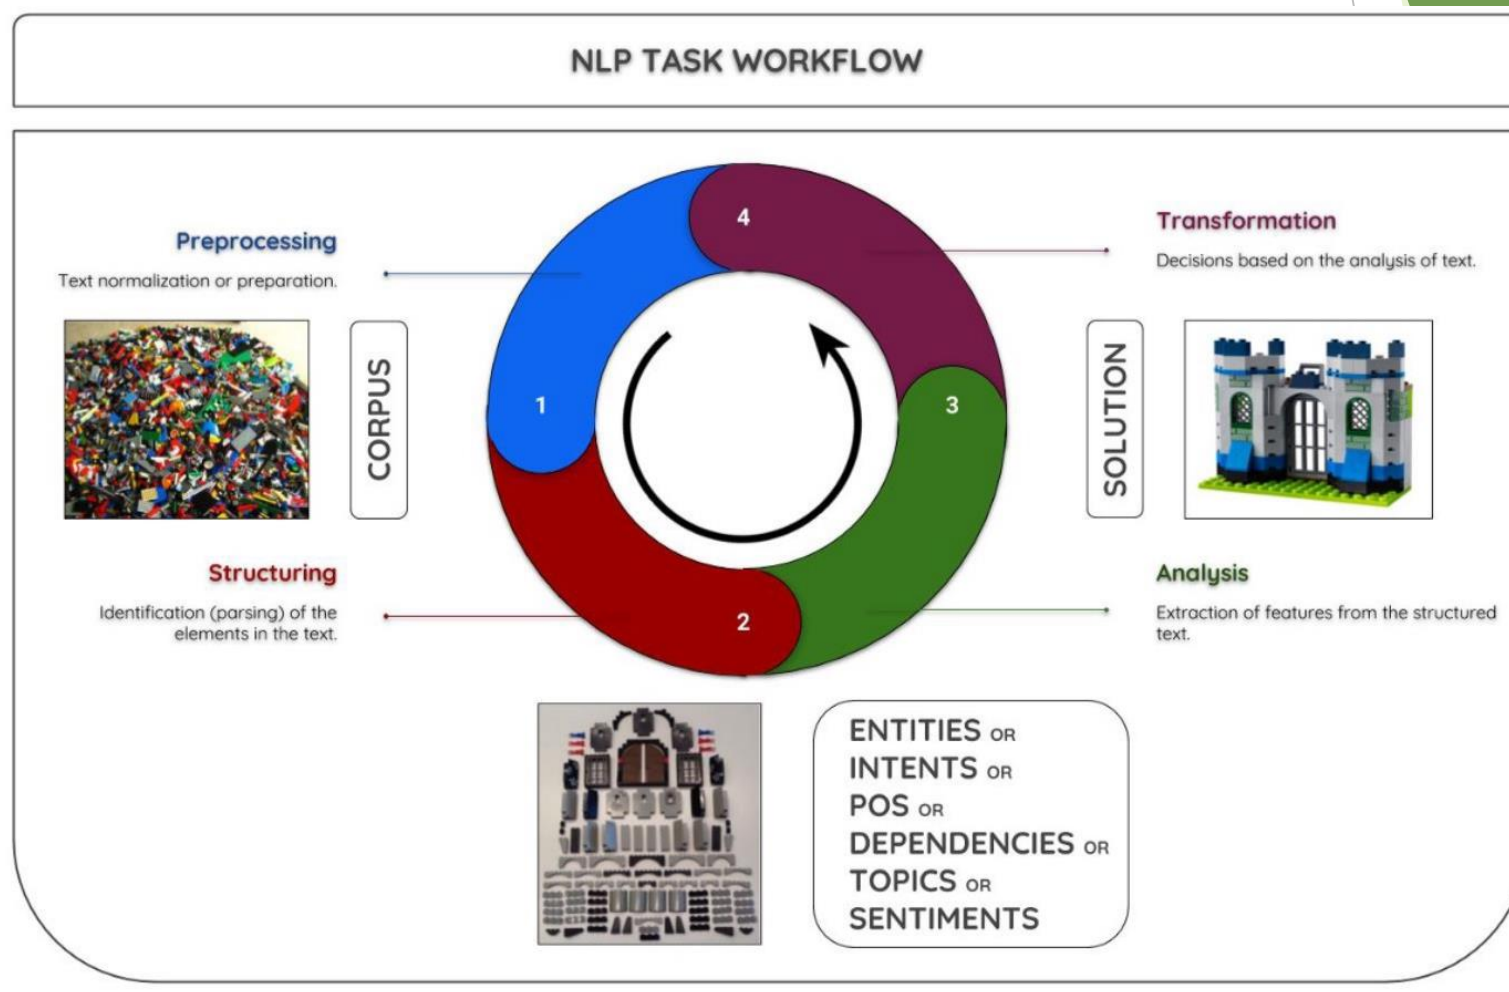 NLP TASK WORKFLOW
Preprocessing
Text normalization or preparation.
CORPUS
Structuring
Identification (parsing) of the
elements in the text.
1
2
3
4
Transformation
Decisions based on the analysis of text.
SOLUTION
Analysis
Extraction of features from the structured
text.
ENTITIES OR
INTENTS OR
POS OR
DEPENDENCIES OR
TOPICS OR
SENTIMENTS